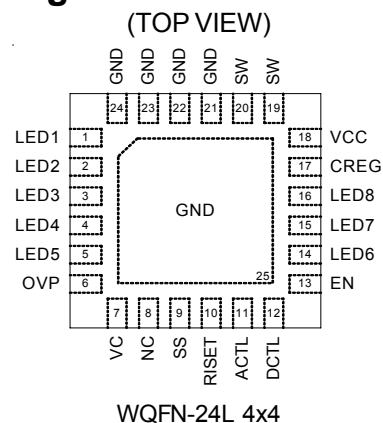 (TOP VIEW)
GND GND GND GND SW SW
24 23 22 21 20 19
LED1 1 18 VCC
LED2 2 17 CREG
LED3 3 16 LED8
GND
LED4 4 15 LED7
LED5 5 14 LED6
25
OVP 6 13 EN
7 8 9 10 11 12
VC NC SS RISET ACTL DCTL
WQFN-24L 4x4